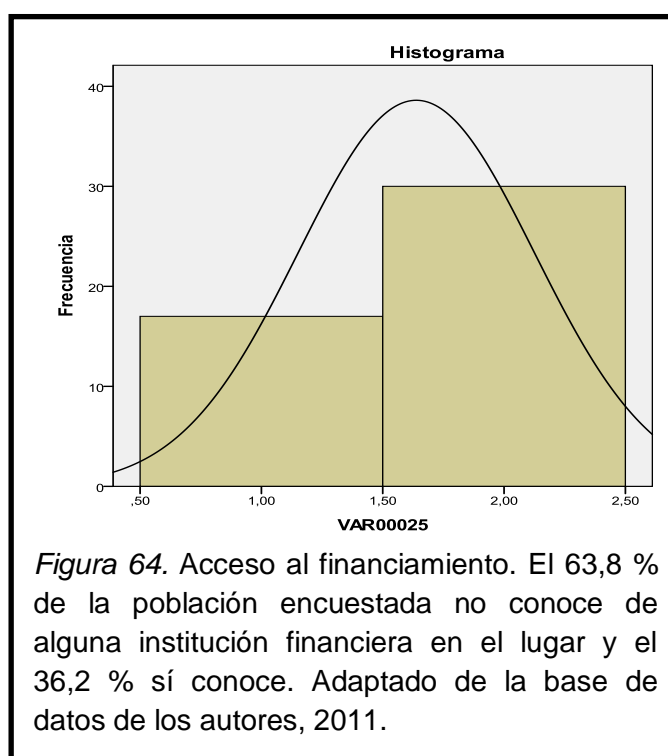 Histograma
40
30
20
10
0
Frecuencia
,50 1,00 1,50 2,00 2,50
VAR00025
Figura 64. Acceso al financiamiento. El 63,8 %
de la población encuestada no conoce de
alguna institución financiera en el lugar y el
36,2 % sí conoce. Adaptado de la base de
datos de los autores, 2011.